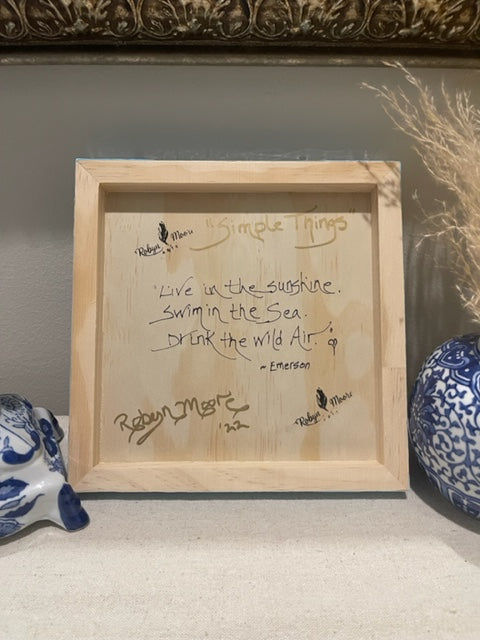 "Simple Things"
Robyn Moore
"Live in the sunshine.
Swim in the Sea.
Drink the wild Air."
~ Emerson
Robyn Moore
'22
Robyn Moore